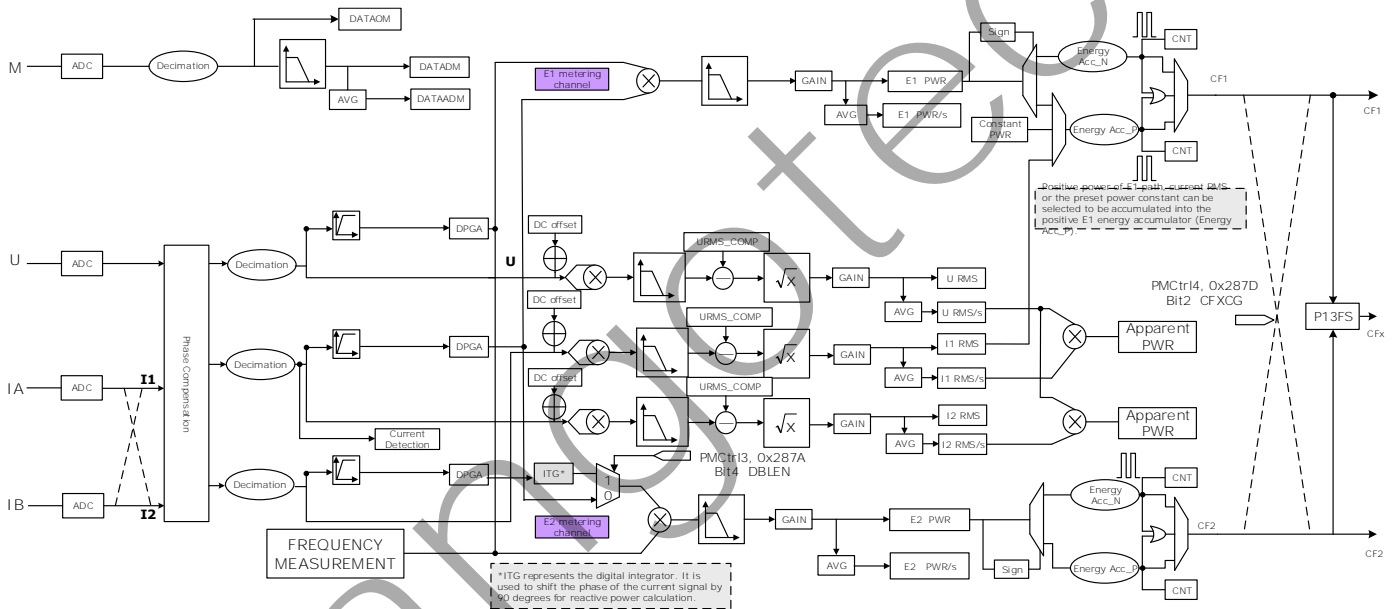 DATAOM
M
ADC
Decimation
DATADM
AVG
DATAADM
E1 metering
channel
GAIN
E1 PWR
AVG
E1 PWR/s
Sign
Constant
PWR
Energy
Acc_N
Energy Acc_P
CNT
CNT
CF1
CF1
Positive power of E1 path, current RMS
or the preset power constant can be
selected to be accumulated into the
positive E1 energy accumulator (Energy
Acc_P).
U
ADC
Decimation
DPGA
U
DC offset
URMS_COMP
√x
GAIN
U RMS
AVG
U RMS/s
Phase Compensation
IA
ADC
I1
Decimation
DPGA
DC offset
URMS_COMP
√x
GAIN
I1 RMS
AVG
I1 RMS/s
Apparent
PWR
Current
Detection
DC offset
URMS_COMP
√x
GAIN
I2 RMS
AVG
I2 RMS/s
Apparent
PWR
PMCtrl4, 0x287D
Bit2 CFXCG
P13FS
CFx
IB
ADC
I2
Decimation
DPGA
ITG*
1
0
PMCtrl3, 0x287A
Bit4 DBLEN
E2 metering
channel
FREQUENCY
MEASUREMENT
*ITG represents the digital integrator. It is
used to shift the phase of the current signal by
90 degrees for reactive power calculation.
GAIN
E2 PWR
AVG
E2 PWR/s
Sign
Energy
Acc_N
Energy Acc_P
CNT
CNT
CF2
CF2